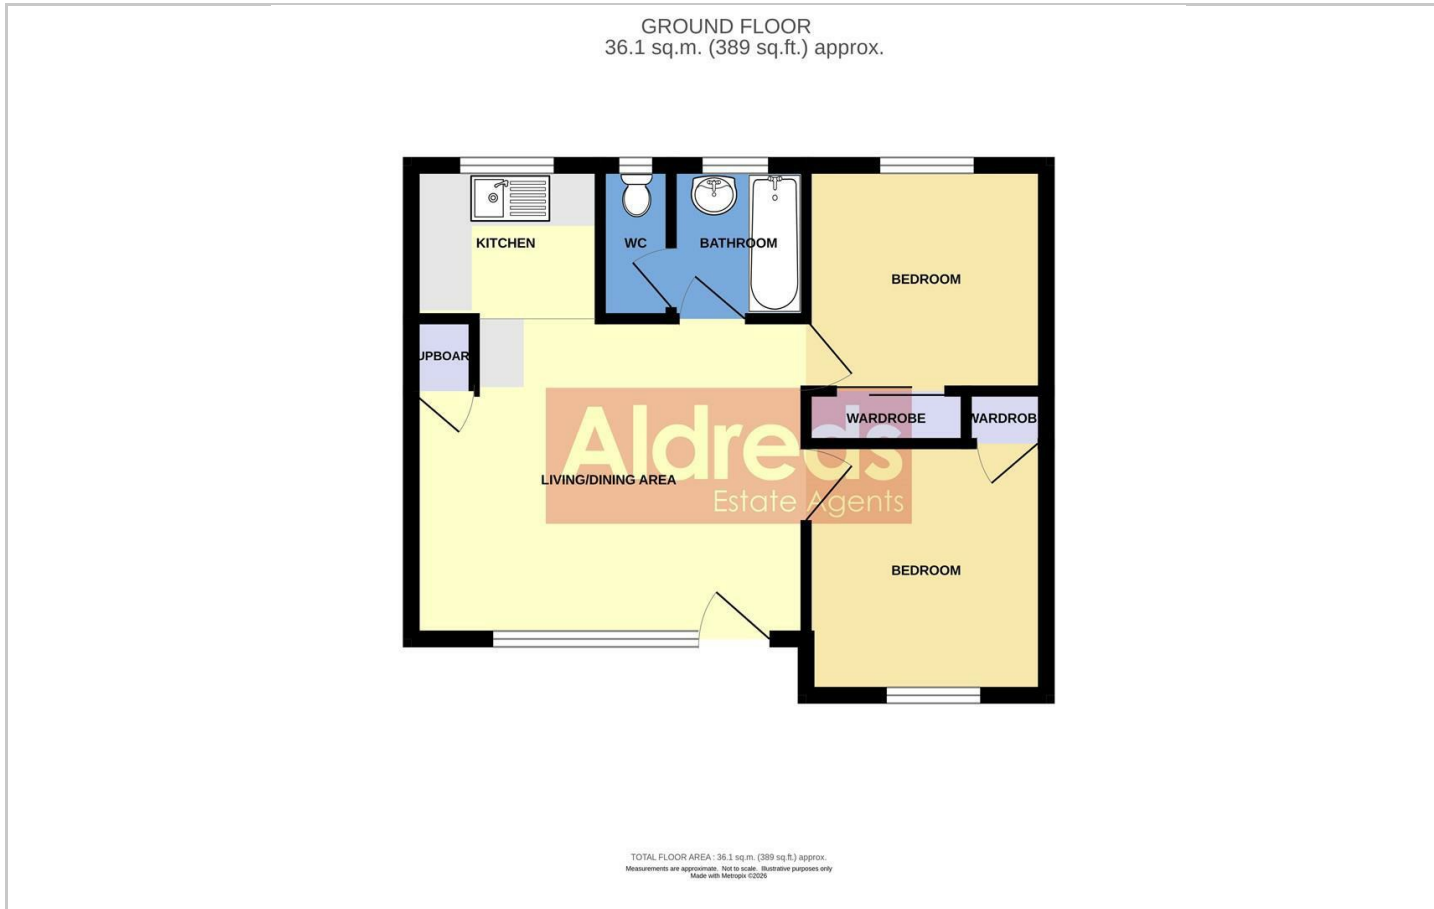 GROUND FLOOR
36.1 sq.m. (389 sq.ft.) approx.
KITCHEN
WC
BATHROOM
BEDROOM
UPBOAR
WARDROBE
WARDROB
Aldreds
Estate Agents
LIVING/DINING AREA
BEDROOM
TOTAL FLOOR AREA : 36.1 sq.m. (389 sq.ft.) approx.
Measurements are approximate. Not to scale. Illustrative purposes only
Made with Metropix ©2026